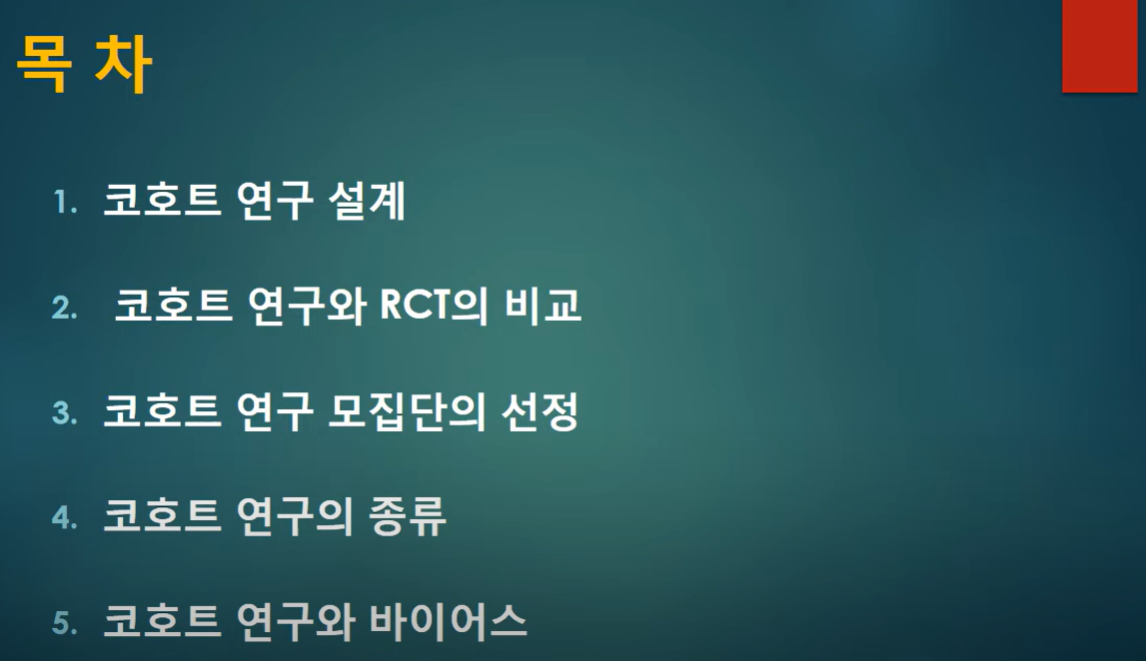 목 차
1. 코호트 연구 설계
2. 코호트 연구와 RCT의 비교
3. 코호트 연구 모집단의 선정
4. 코호트 연구의 종류
5. 코호트 연구와 바이어스